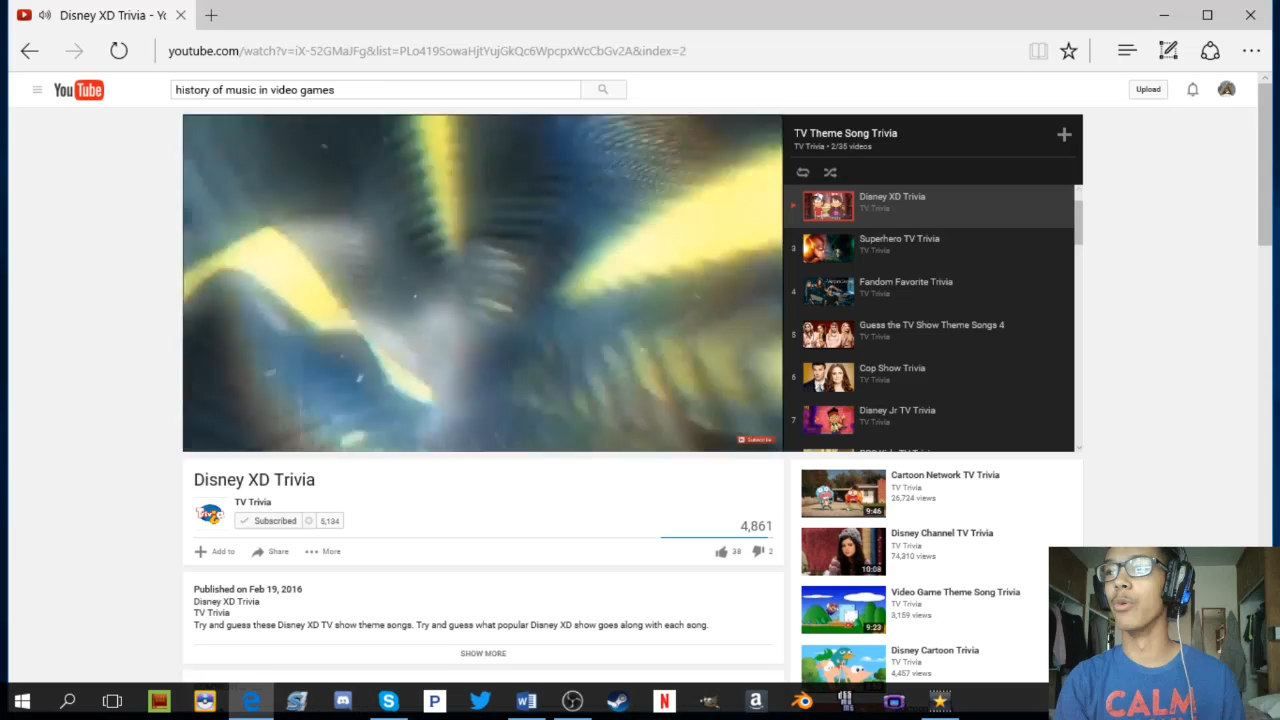 Disney XD Trivia - Yo
youtube.com/watch?v=iX-52GMaJFg&list=PLo419SowaHjtYujGkQc6WpcpxWcCbGv2A&index=2
YouTube
history of music in video games
Upload
TV Theme Song Trivia
TV Trivia • 2/35 videos
Disney XD Trivia
TV Trivia
3
Superhero TV Trivia
TV Trivia
4
Fandom Favorite Trivia
TV Trivia
5
Guess the TV Show Theme Songs 4
TV Trivia
6
Cop Show Trivia
TV Trivia
7
Disney Jr TV Trivia
TV Trivia
Subscribe
Disney XD Trivia
TV Trivia
Subscribed 5,134
4,861
Add to Share More
38 2
Published on Feb 19, 2016
Disney XD Trivia
TV Trivia
Try and guess these Disney XD TV show theme songs. Try and guess what popular Disney XD show goes along with each song.
SHOW MORE
Cartoon Network TV Trivia
TV Trivia
26,724 views
9:46
Disney Channel TV Trivia
TV Trivia
74,310 views
10:08
Video Game Theme Song Trivia
TV Trivia
3,159 views
9:23
Disney Cartoon Trivia
TV Trivia
4,457 views
CALM